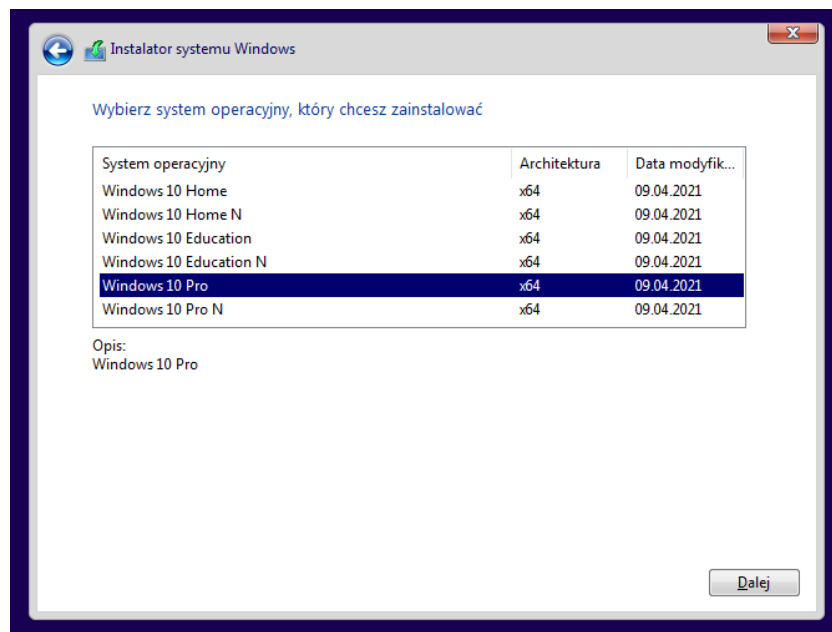 Instalator systemu Windows
Wybierz system operacyjny, który chcesz zainstalować
System operacyjny Architektura Data modyfik...
Windows 10 Home x64 09.04.2021
Windows 10 Home N x64 09.04.2021
Windows 10 Education x64 09.04.2021
Windows 10 Education N x64 09.04.2021
Windows 10 Pro x64 09.04.2021
Windows 10 Pro N x64 09.04.2021
Opis:
Windows 10 Pro
Dalej